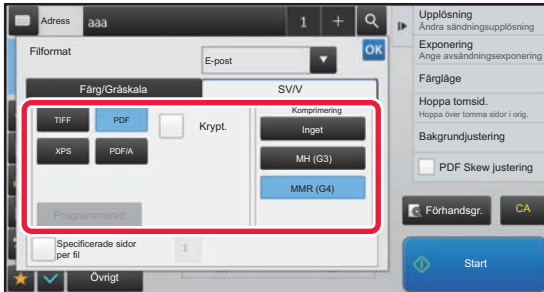 Adress aaa 1 +
Filformat
E-post
OK
Färg/Gråskala SV/V
TIFF PDF Krypt.
XPS PDF/A
Programmerad
Komprimering
Inget
MH (G3)
MMR (G4)
Specificerade sidor
per fil
1
Övrigt
Upplösning
Ändra sändningsupplösning
Exponering
Ange avsändningsexponering
Färgläge
Hoppa tomsid.
Hoppa över tomma sidor i orig.
Bakgrundjustering
PDF Skew justering
Förhandsgr. CA
Start